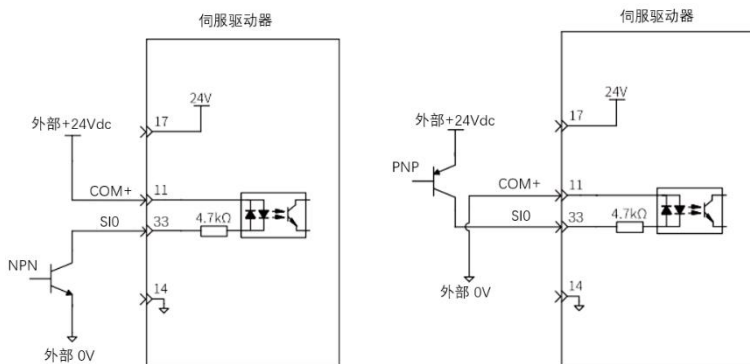 伺服驱动器
24V
17
外部+24Vdc
COM+
11
SI0
33
4.7kΩ
NPN
14
外部 0V
伺服驱动器
24V
17
外部+24Vdc
PNP
COM+
11
SI0
33
4.7kΩ
14
外部 0V